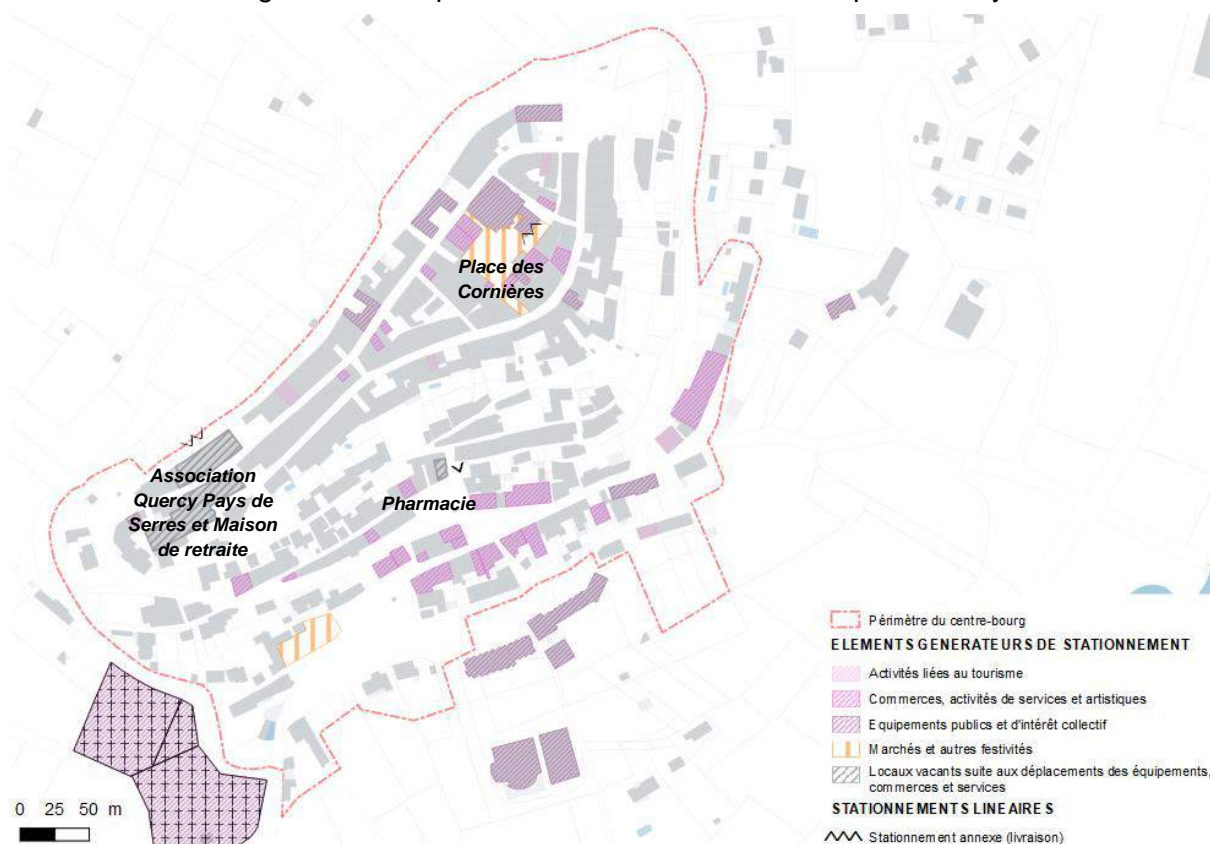 Place des
Cornières
Association
Quercy Pays de
Serres et Maison
de retraite
Pharmacie
Périmètre du centre-bourg
ELEMENTS GENERATEURS DE STATIONNEMENT
Activités liées au tourisme
Commerces, activités de services et artistiques
Equipements publics et d'intérêt collectif
Marchés et autres festivités
Locaux vacants suite aux déplacements des équipements,
commerces et services
STATIONNEMENTS LINEAIRES
Stationnement annexe (livraison)
0 25 50 m